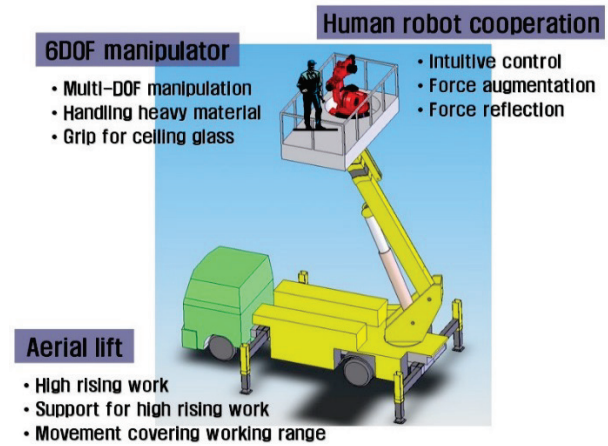 Human robot cooperation
• Intuitive control
• Force augmentation
• Force reflection
6DOF manipulator
• Multi-DOF manipulation
• Handling heavy material
• Grip for ceiling glass
Aerial lift
• High rising work
• Support for high rising work
• Movement covering working range